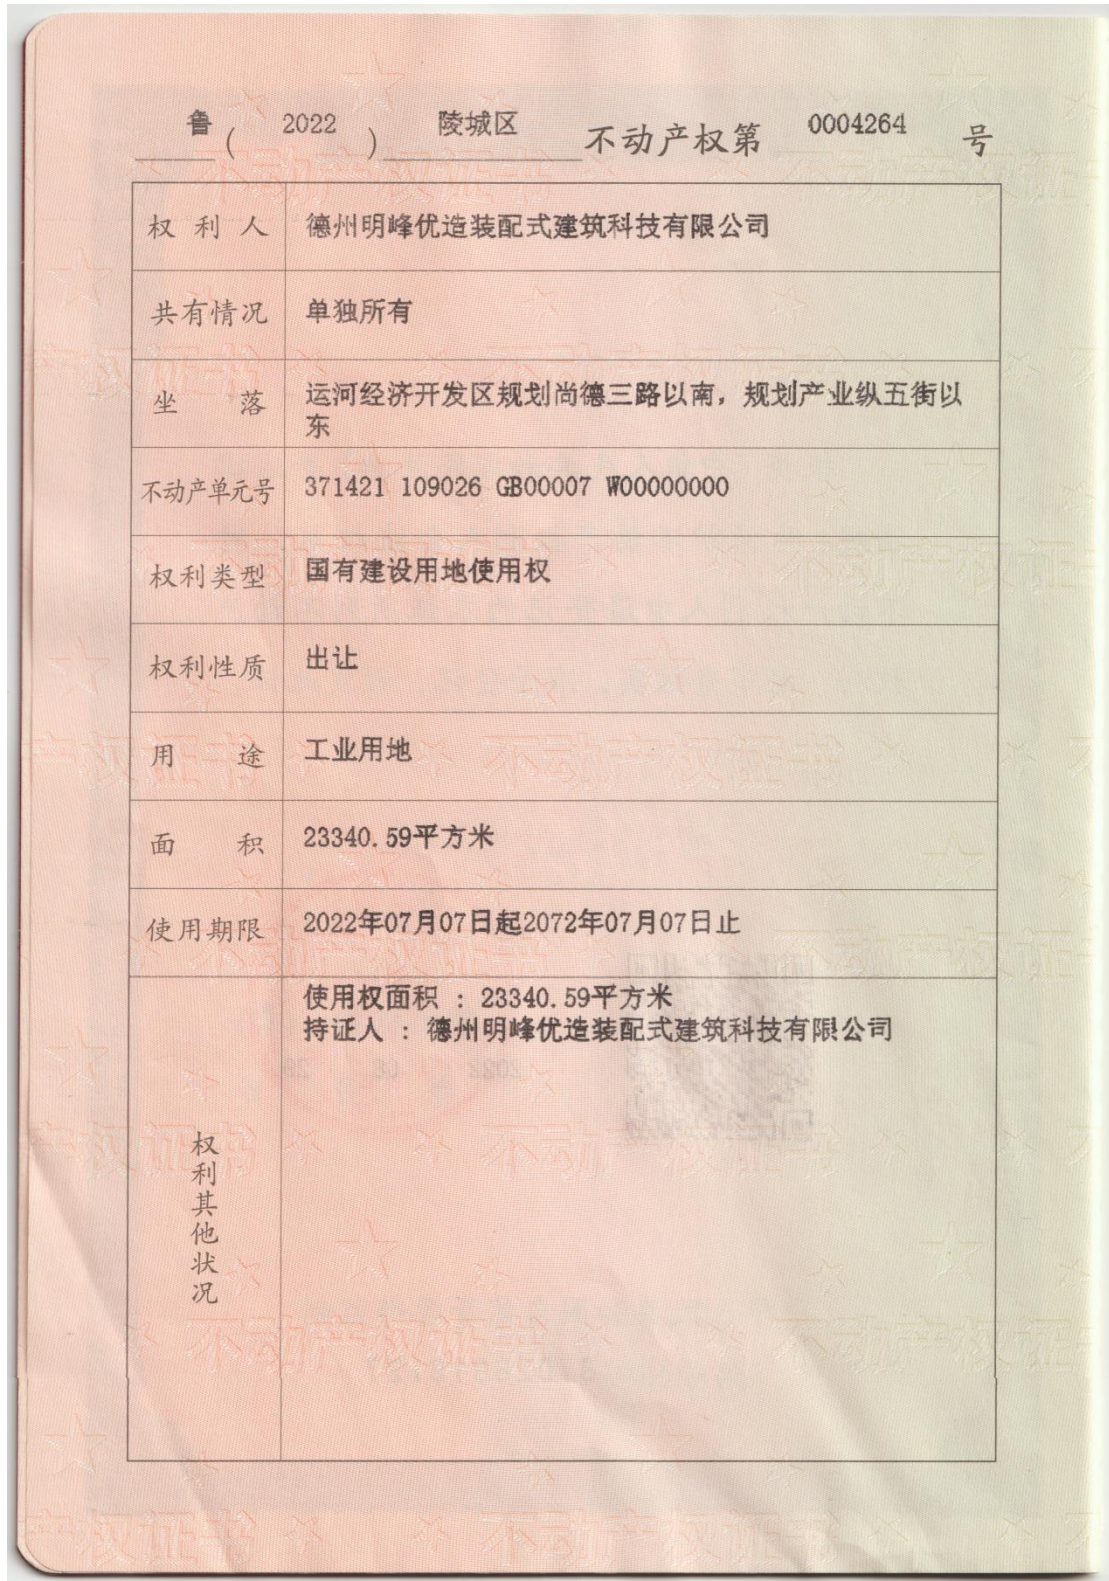 鲁 ( 2022 ) 陵城区 不动产权第 0004264 号
权利人 德州明峰优造装配式建筑科技有限公司
共有情况 单独所有
坐落 运河经济开发区规划尚德三路以南，规划产业纵五街以
东
不动产单元号 371421 109026 GB00007 W00000000
权利类型 国有建设用地使用权
权利性质 出让
用途 工业用地
面积 23340.59平方米
使用期限 2022年07月07日起2072年07月07日止
使用权面积 : 23340.59平方米
持证人 : 德州明峰优造装配式建筑科技有限公司
权利其他状况